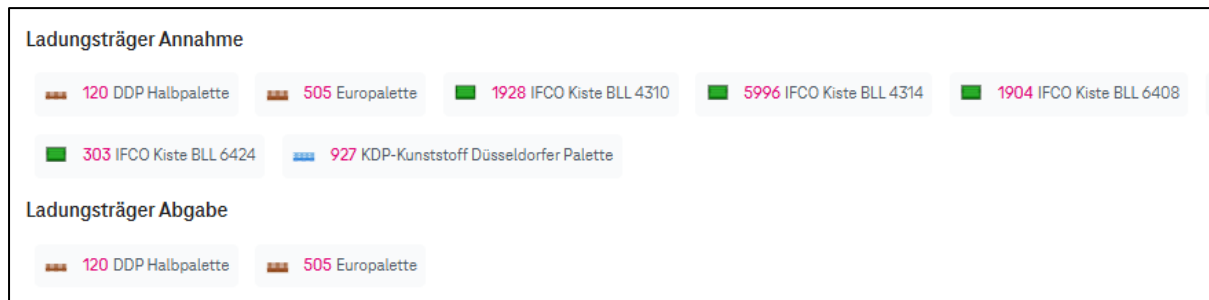 Ladungsträger Annahme
120 DDP Halbpalette 505 Europalette 1928 IFCO Kiste BLL 4310 5996 IFCO Kiste BLL 4314 1904 IFCO Kiste BLL 6408
303 IFCO Kiste BLL 6424 927 KDP-Kunststoff Düsseldorfer Palette
Ladungsträger Abgabe
120 DDP Halbpalette 505 Europalette